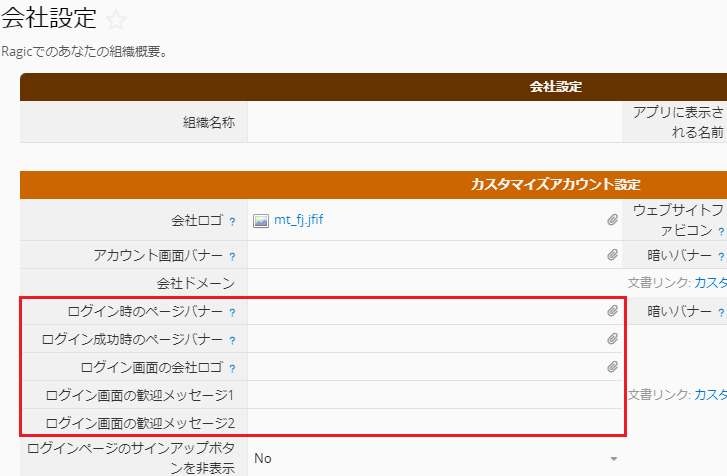 会社設定
Ragicでのあなたの組織概要。
会社設定
組織名称
アプリに表示さ
れる名前
カスタマイズアカウント設定
会社ロゴ ?
mt_fj.jfif
ウェブサイトフ
ァビコン ?
アカウント画面バナー ?
暗いバナー ?
会社ドメーン
文書リンク: カスタ
ログイン時のページバナー ?
暗いバナー ?
ログイン成功時のページバナー ?
ログイン画面の会社ロゴ ?
ログイン画面の歓迎メッセージ1
文書リンク: カスタ
ログイン画面の歓迎メッセージ2
ログインページのサインアップボタ
ンを非表示
No